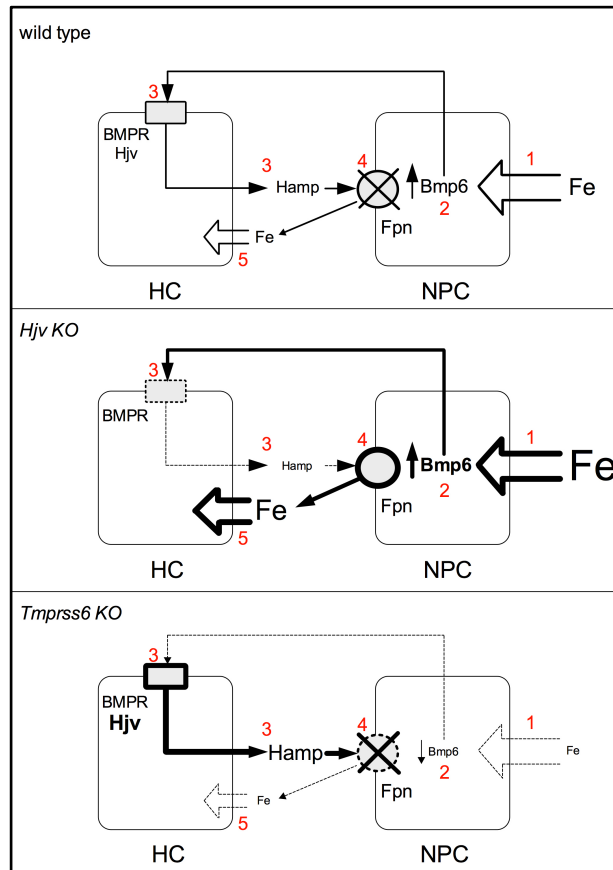 wild type
3
BMPR
Hjv
3
Hamp
4
Fpn
Bmp6
2
1
Fe
Fe
5
HC
NPC
Hjv KO
3
BMPR
3
Hamp
4
Fpn
Bmp6
2
1
Fe
Fe
5
HC
NPC
Tmprss6 KO
3
BMPR
Hjv
3
Hamp
4
Fpn
Bmp6
2
1
Fe
Fe
5
HC
NPC